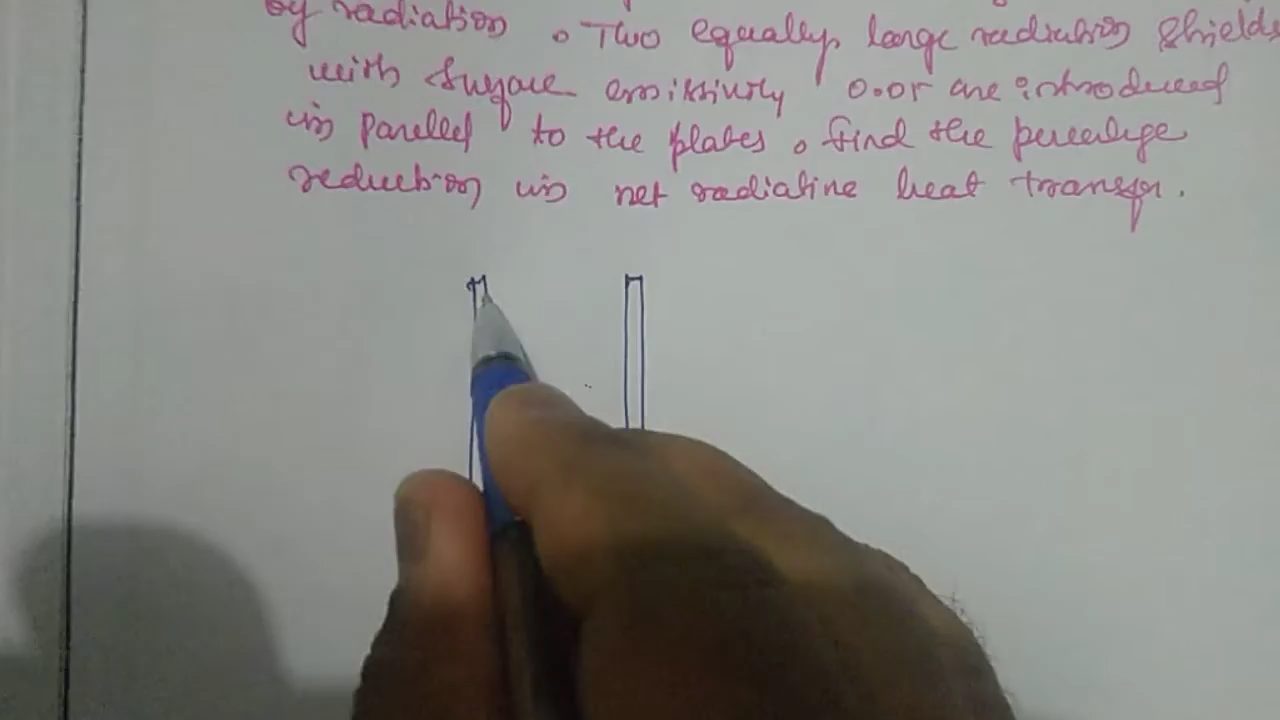 by radiation. Two equally large radiation shields
with surface emissivity 0.05 are introduced
in parellel to the plates. find the percentage
reduction in net radiative heat transfer.